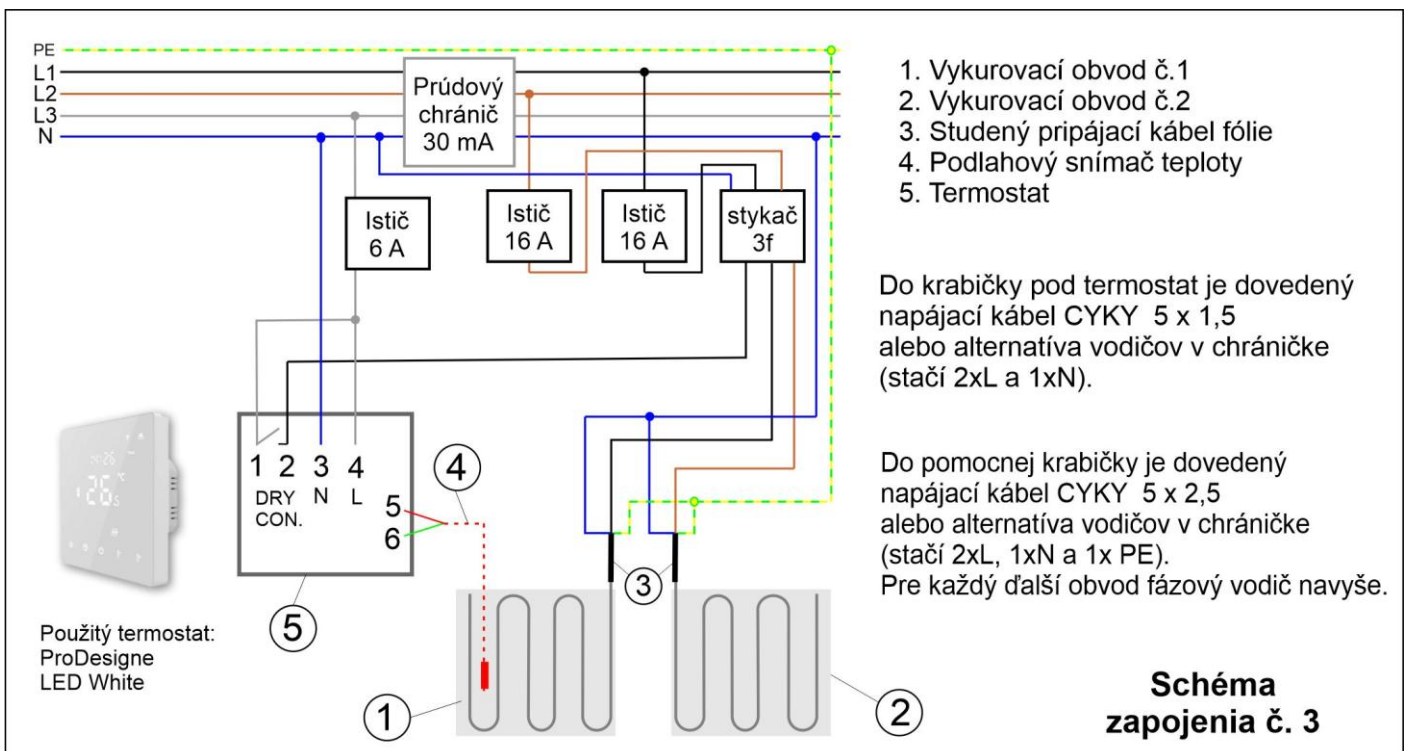 PE
L1
L2
L3
N
Prúdový
chránič
30 mA
Istič
6 A
Istič
16 A
Istič
16 A
stykač
3f
1. Vykurovací obvod č.1
2. Vykurovací obvod č.2
3. Studený pripájací kábel fólie
4. Podlahový snímač teploty
5. Termostat
Do krabičky pod termostat je dovedený
napájací kábel CYKY 5 x 1,5
alebo alternatíva vodičov v chráničke
(stačí 2xL a 1xN).
Do pomocnej krabičky je dovedený
napájací kábel CYKY 5 x 2,5
alebo alternatíva vodičov v chráničke
(stačí 2xL, 1xN a 1x PE).
Pre každý ďalší obvod fázový vodič navyše.
1 2 3 4
DRY N L
CON.
5
6
4
3
5
1
2
26
°C
Použitý termostat:
ProDesigne
LED White
Schéma
zapojenia č. 3